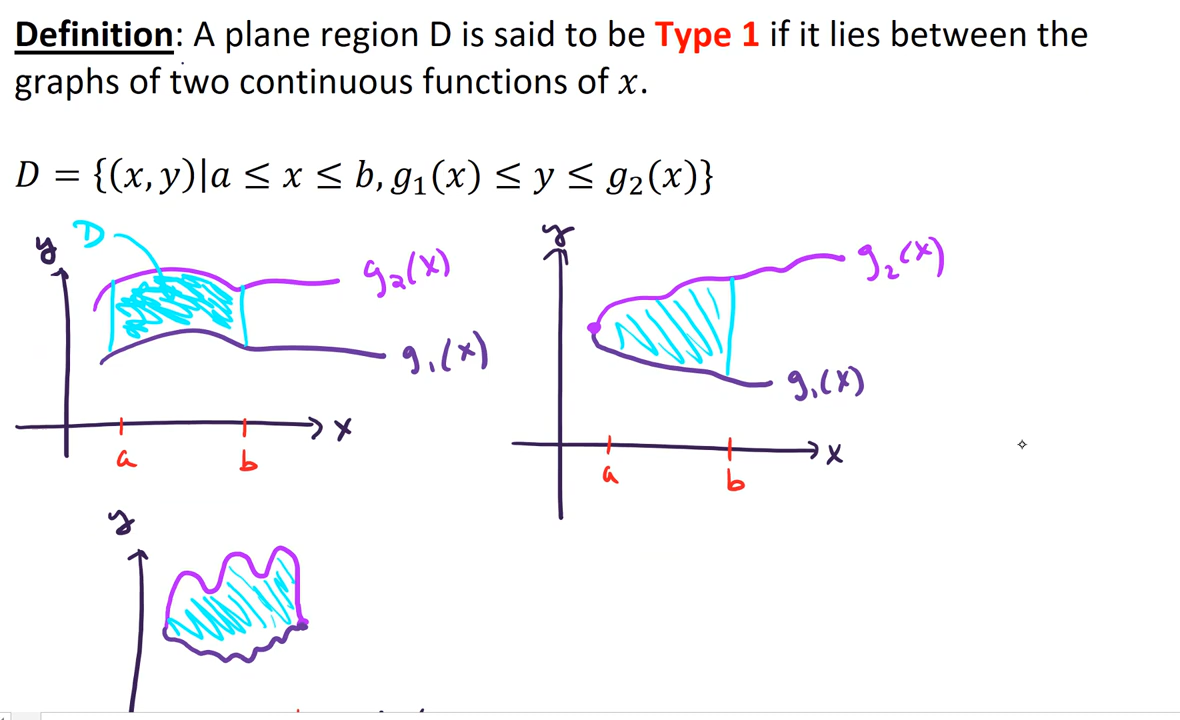 Definition: A plane region D is said to be Type 1 if it lies between the
graphs of two continuous functions of x.
D = {(x, y)|a ≤ x ≤ b, g₁(x) ≤ y ≤ g₂(x)}
y D g₂(x)
g₁(x)
x
a b
y g₂(x)
g₁(x)
x
a b
y